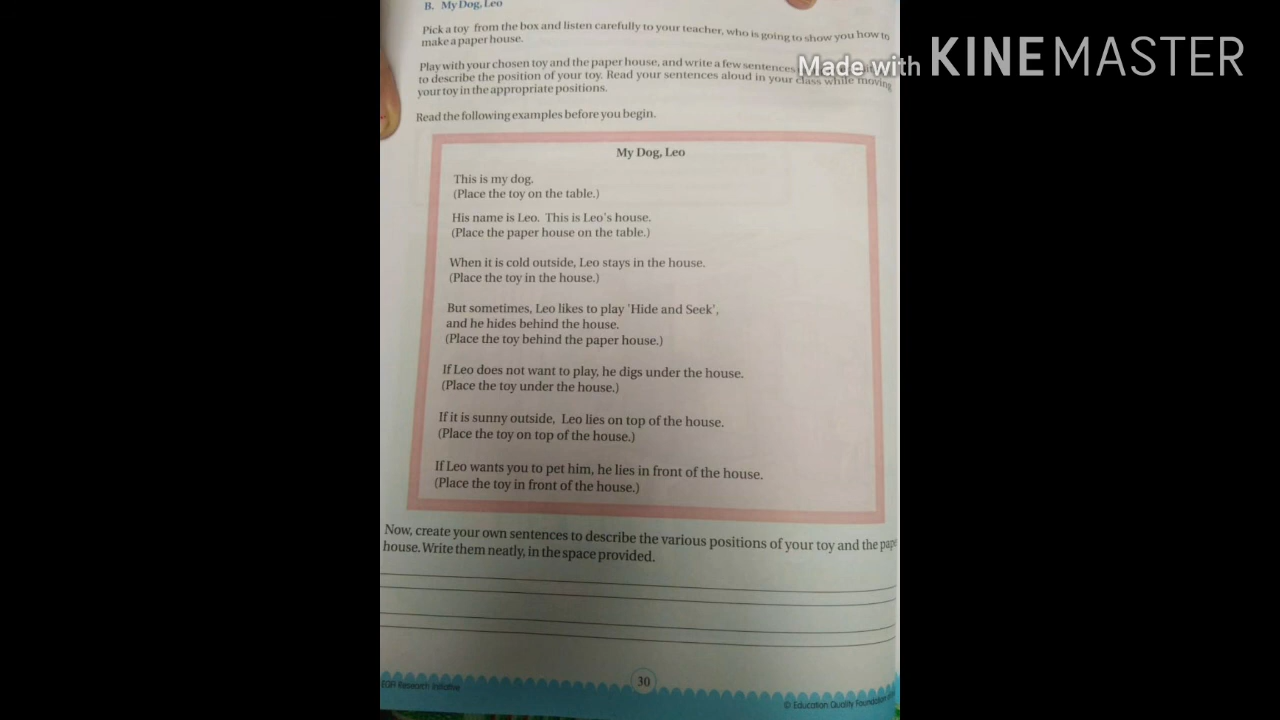 B. My Dog, Leo
Pick a toy from the box and listen carefully to your teacher, who is going to show you how to
make a paper house.
Play with your chosen toy and the paper house, and write a few sentences
to describe the position of your toy. Read your sentences aloud in your class while moving
your toy in the appropriate positions.
Made with KINEMASTER
Read the following examples before you begin.
My Dog, Leo
This is my dog.
(Place the toy on the table.)
His name is Leo. This is Leo's house.
(Place the paper house on the table.)
When it is cold outside, Leo stays in the house.
(Place the toy in the house.)
But sometimes, Leo likes to play 'Hide and Seek',
and he hides behind the house.
(Place the toy behind the paper house.)
If Leo does not want to play, he digs under the house.
(Place the toy under the house.)
If it is sunny outside, Leo lies on top of the house.
(Place the toy on top of the house.)
If Leo wants you to pet him, he lies in front of the house.
(Place the toy in front of the house.)
Now, create your own sentences to describe the various positions of your toy and the pape
house. Write them neatly, in the space provided.
30
Research Initiative
© Education Quality Foundation